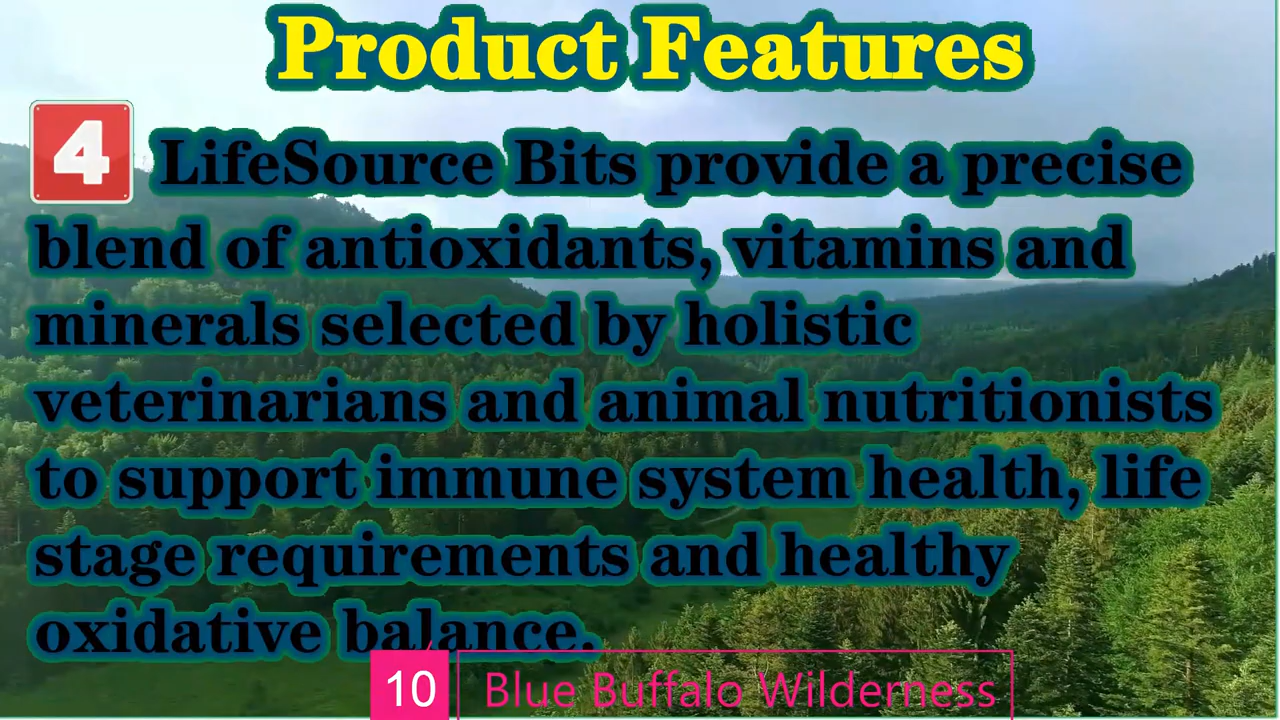 Product Features
4 LifeSource Bits provide a precise
blend of antioxidants, vitamins and
minerals selected by holistic
veterinarians and animal nutritionists
to support immune system health, life
stage requirements and healthy
oxidative balance.
10 Blue Buffalo Wilderness